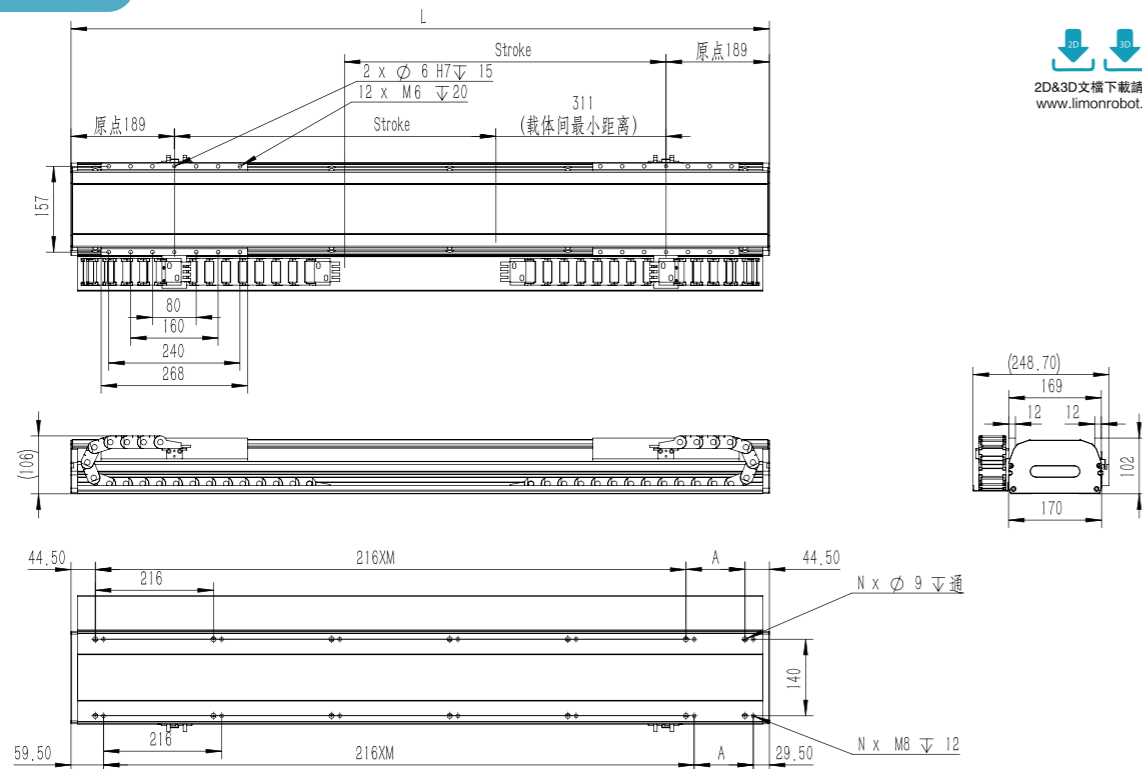 L
Stroke
原点189
2D
3D
2 x ∅ 6 H7↧ 15
12 x M6 ↧20
2D&3D文檔下載請
www.limonrobot.
原点189
Stroke
311
(载体间最小距离)
157
80
160
240
268
(248.70)
169
12
12
(106)
102
170
44.50
216XM
A
44.50
216
N x ∅ 9 ↧通
140
216
N x M8 ↧ 12
59.50
216XM
A
29.50